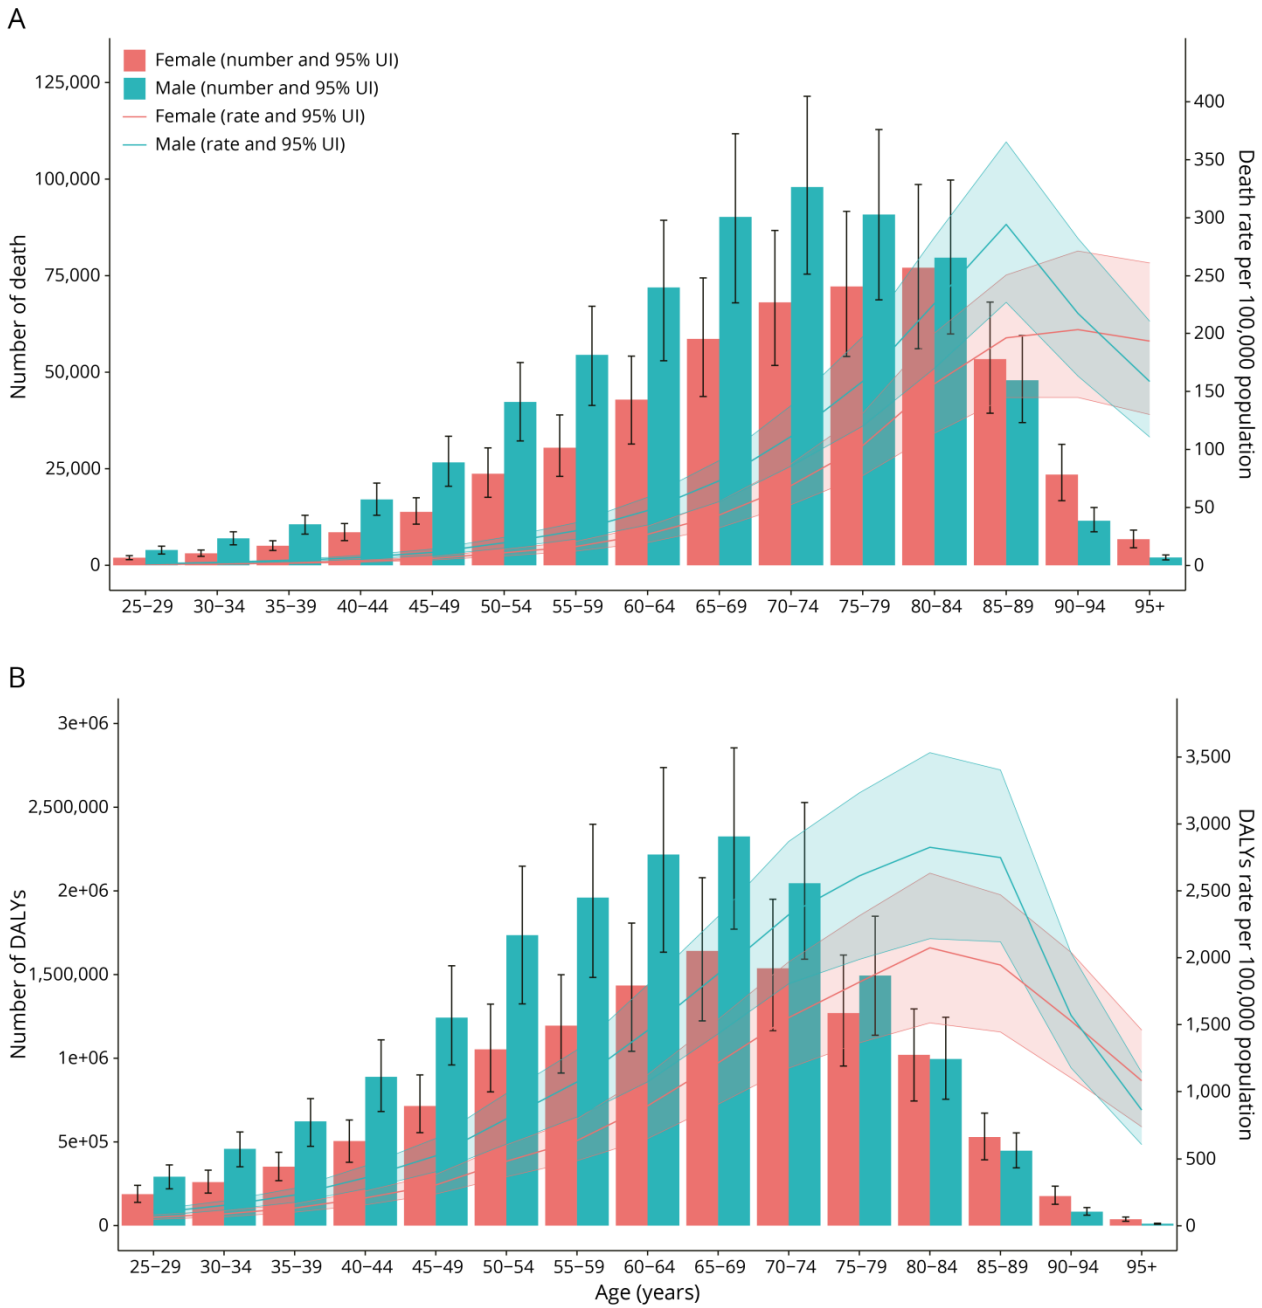 A
Female (number and 95% UI)
Male (number and 95% UI)
Female (rate and 95% UI)
Male (rate and 95% UI)
Number of death
125,000
100,000
75,000
50,000
25,000
0
400
350
300
250
200
150
100
50
0
Death rate per 100,000 population
25–29 30–34 35–39 40–44 45–49 50–54 55–59 60–64 65–69 70–74 75–79 80–84 85–89 90–94 95+
B
Number of DALYs
3e+06
2,500,000
2e+06
1,500,000
1e+06
5e+05
0
3,500
3,000
2,500
2,000
1,500
1,000
500
0
DALYs rate per 100,000 population
25–29 30–34 35–39 40–44 45–49 50–54 55–59 60–64 65–69 70–74 75–79 80–84 85–89 90–94 95+
Age (years)